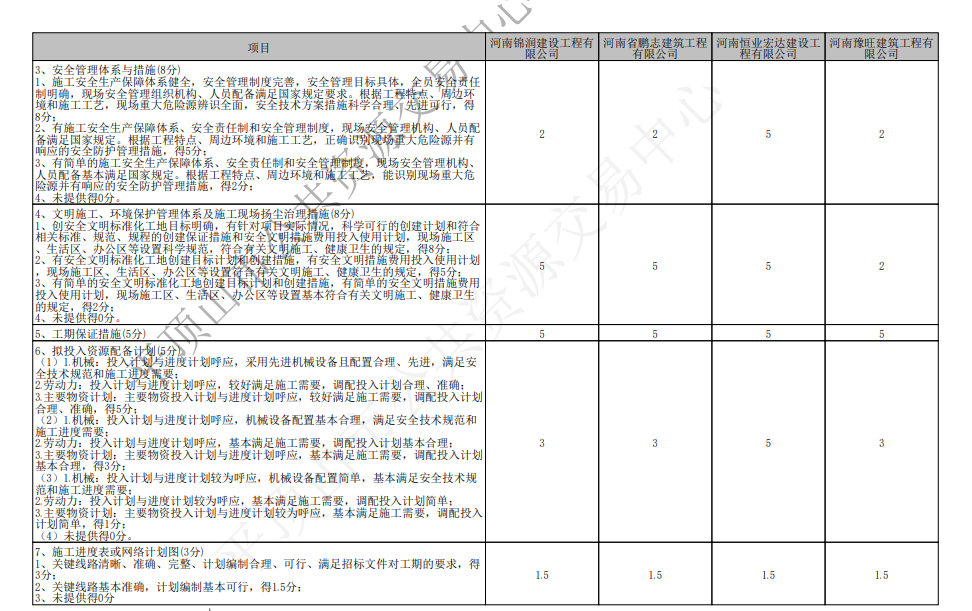 项目
河南锦润建设工程有限公司
河南省鹏志建筑工程有限公司
河南恒业宏达建设工程有限公司
河南豫旺建筑工程有限公司
3、安全管理体系与措施(8分)
1、施工安全生产保障体系健全，安全管理制度完善，安全管理目标具体，全员安全责任
制明确，现场安全管理组织机构、人员配备满足国家规定要求。根据工程特点、周边环
境和施工工艺，现场重大危险源辨识全面，安全技术方案措施科学合理、先进可行，得
8分；
2、有施工安全生产保障体系、安全责任制和安全管理制度，现场安全管理机构、人员配
备满足国家规定。根据工程特点、周边环境和施工工艺，正确识别现场重大危险源并有
响应的安全防护管理措施，得5分；
3、有简单的施工安全生产保障体系、安全责任制和安全管理制度，现场安全管理机构、
人员配备基本满足国家规定。根据工程特点、周边环境和施工工艺，能识别现场重大危
险源并有响应的安全防护管理措施，得2分；
4、未提供得0分。
2 2 5 2
4、文明施工、环境保护管理体系及施工现场扬尘治理措施(8分)
1、创安全文明标准化工地目标明确，有针对项目实际情况，科学可行的创建计划和符合
相关标准、规范、规程的创建保证措施和安全文明措施费用投入使用计划，现场施工区
、生活区、办公区等设置科学规范，符合有关文明施工、健康卫生的规定，得8分；
2、有安全文明标准化工地创建目标计划和创建措施，有安全文明措施费用投入使用计划
，现场施工区、生活区、办公区等设置符合有关文明施工、健康卫生的规定，得5分；
3、有简单的安全文明标准化工地创建目标计划和创建措施，有简单的安全文明措施费用
投入使用计划，现场施工区、生活区、办公区等设置基本符合有关文明施工、健康卫生
的规定，得2分；
4、未提供得0分。
5 5 5 2
5、工期保证措施(5分)
5 5 5 5
6、拟投入资源配备计划(5分)
（1）1.机械：投入计划与进度计划呼应，采用先进机械设备且配置合理、先进，满足安
全技术规范和施工进度需要；
2.劳动力：投入计划与进度计划呼应，较好满足施工需要，调配投入计划合理、准确；
3.主要物资计划：主要物资投入计划与进度计划呼应，较好满足施工需要，调配投入计划
合理、准确，得5分；
（2）1.机械：投入计划与进度计划呼应，机械设备配置基本合理，满足安全技术规范和
施工进度需要；
2.劳动力：投入计划与进度计划呼应，基本满足施工需要，调配投入计划基本合理；
3.主要物资计划：主要物资投入计划与进度计划呼应，基本满足施工需要，调配投入计划
基本合理，得3分；
（3）1.机械：投入计划与进度计划较为呼应，机械设备配置简单，基本满足安全技术规
范和施工进度需要；
2.劳动力：投入计划与进度计划较为呼应，基本满足施工需要，调配投入计划简单；
3.主要物资计划：主要物资投入计划与进度计划较为呼应，基本满足施工需要，调配投入
计划简单，得1分；
（4）未提供得0分。
3 3 5 3
7、施工进度表或网络计划图(3分)
1、关键线路清晰、准确、完整、计划编制合理、可行、满足招标文件对工期的要求，得
3分；
2、关键线路基本准确，计划编制基本可行，得1.5分；
3、未提供得0分
1.5 1.5 1.5 1.5